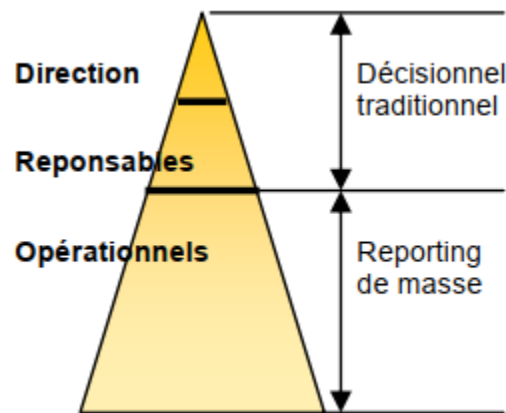 Direction
Décisionnel
traditionnel
Reponsables
Opérationnels
Reporting
de masse